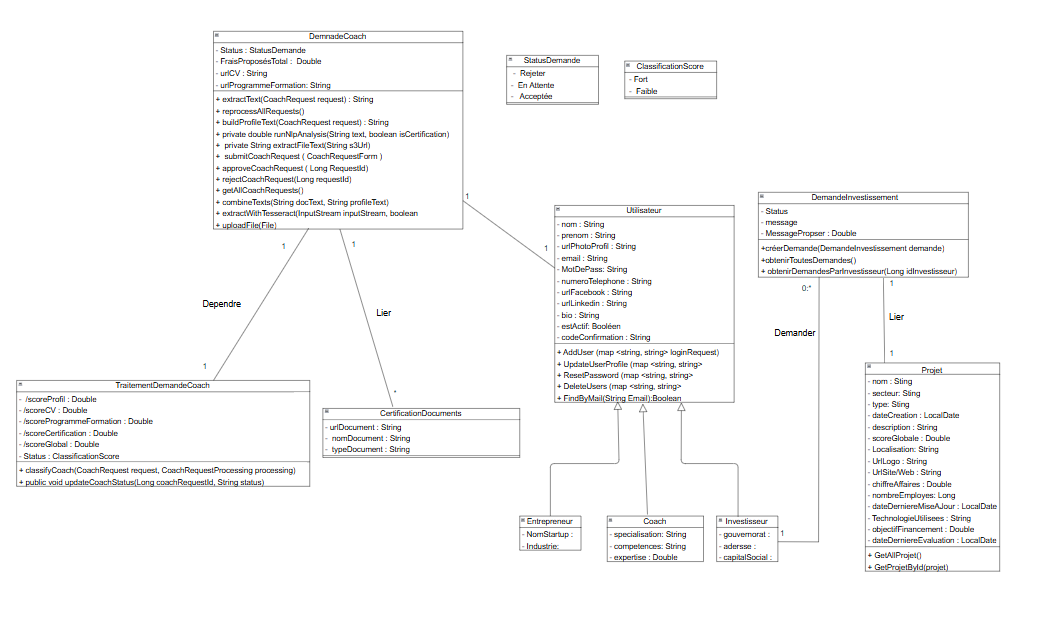 DemnadeCoach
- Status : StatusDemande
- FraisProposésTotal : Double
- urlCV : String
- urlProgrammeFormation: String
+ extractText(CoachRequest request) : String
+ reprocessAllRequests()
+ buildProfileText(CoachRequest request) : String
+ private double runNlpAnalysis(String text, boolean isCertification)
+ private String extractFileText(String s3Url)
+ submitCoachRequest ( CoachRequestForm )
+ approveCoachRequest ( Long RequestId)
+ rejectCoachRequest(Long requestId)
+ getAllCoachRequests()
+ combineTexts(String docText, String profileText)
+ extractWithTesseract(InputStream inputStream, boolean
+ uploadFile(File)
StatusDemande
- Rejeter
- En Attente
- Acceptée
ClassificationScore
- Fort
- Faible
1
1
Utilisateur
- nom : String
- prenom : String
- urlPhotoProfil : String
- email : String
- MotDePass: String
- numeroTelephone : String
- urlFacebook : String
- urlLinkedin : String
- bio : String
- estActif: Booléen
- codeConfirmation : String
+ AddUser (map <string, string> loginRequest)
+ UpdateUserProfile (map <string, string>
+ ResetPassword (map <string, string>
+ DeleteUsers (map <string, string>
+ FindByMail(String Email):Boolean
DemandeInvestissement
- Status
- message
- MessagePropser : Double
+créerDemande(DemandeInvestissement demande)
+obtenirToutesDemandes()
+ obtenirDemandesParInvestisseur(Long idInvestisseur)
1
Dependre
1
1
Lier
*
0:*
Demander
1
1
Lier
1
TraitementDemandeCoach
- /scoreProfil : Double
- /scoreCV : Double
- /scoreProgrammeFormation : Double
- /scoreCertification : Double
- /scoreGlobal : Double
- Status : ClassificationScore
+ classifyCoach(CoachRequest request, CoachRequestProcessing processing)
+ public void updateCoachStatus(Long coachRequestId, String status)
CertificationDocuments
- urlDocument : String
- nomDocument : String
- typeDocument : String
Projet
- nom : Sting
- secteur: Sting
- type: Sting
- dateCreation : LocalDate
- description : String
- scoreGlobale : Double
- Localisation: String
- UrlLogo : String
- UrlSite/Web : String
- chiffreAffaires : Double
- nombreEmployes: Long
- dateDerniereMiseAJour : LocalDate
- TechnologieUtilisees : String
- objectifFinancement : Double
- dateDerniereEvaluation : LocalDate
+ GetAllProjet()
+ GetProjetById(projet)
Entrepreneur
- NomStartup :
- Industrie:
Coach
- specialisation: String
- competences: String
- expertise : Double
Investisseur
- gouvernorat :
- adersse :
- capitalSocial :